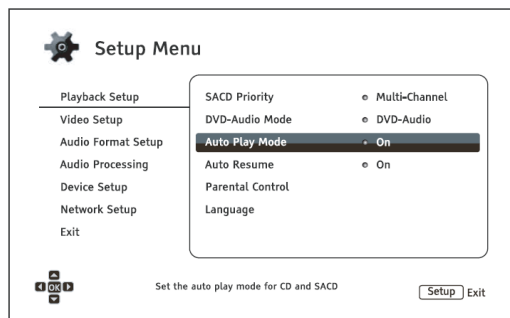 Setup Menu
Playback Setup
Video Setup
Audio Format Setup
Audio Processing
Device Setup
Network Setup
Exit
SACD Priority Multi-Channel
DVD-Audio Mode DVD-Audio
Auto Play Mode On
Auto Resume On
Parental Control
Language
OK
Set the auto play mode for CD and SACD
Setup Exit